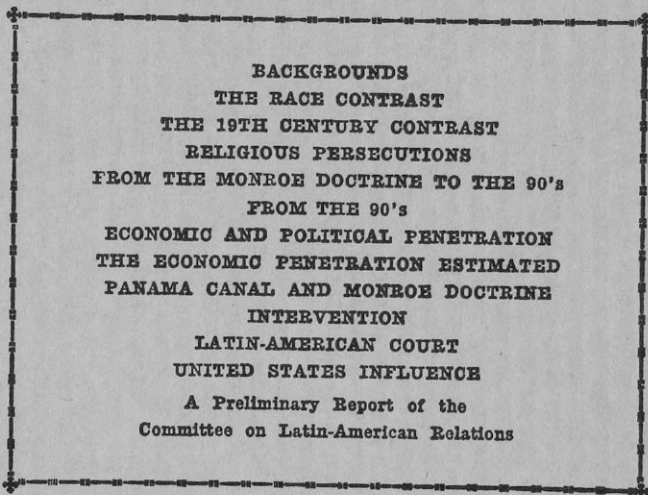 BACKGROUNDS
THE RACE CONTRAST
THE 19TH CENTURY CONTRAST
RELIGIOUS PERSECUTIONS
FROM THE MONROE DOCTRINE TO THE 90's
FROM THE 90's
ECONOMIC AND POLITICAL PENETRATION
THE ECONOMIC PENETRATION ESTIMATED
PANAMA CANAL AND MONROE DOCTRINE
INTERVENTION
LATIN-AMERICAN COURT
UNITED STATES INFLUENCE
A Preliminary Report of the
Committee on Latin-American Relations